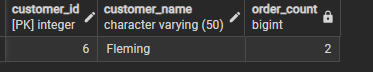 customer_id customer_name order_count
[PK] integer character varying (50) bigint
6 Fleming 2